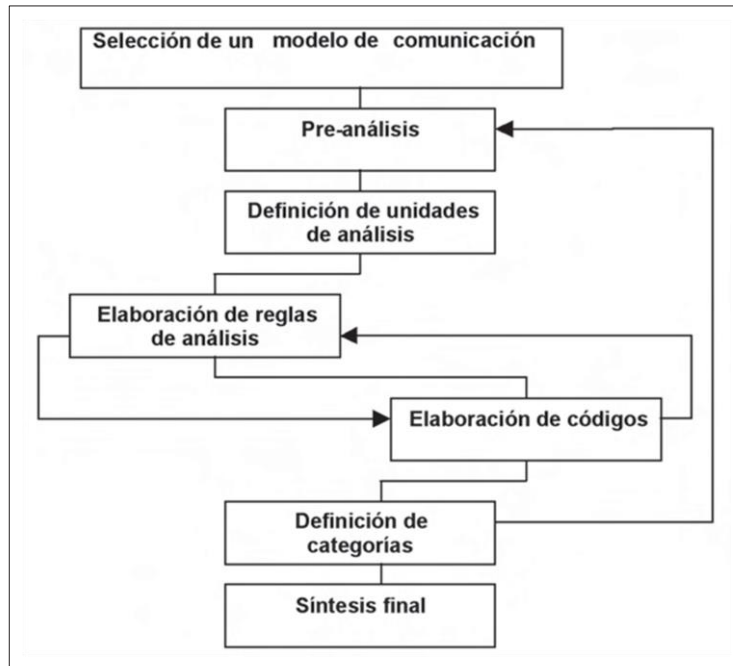 Selección de un modelo de comunicación
Pre-análisis
Definición de unidades
de análisis
Elaboración de reglas
de análisis
Elaboración de códigos
Definición de
categorías
Síntesis final